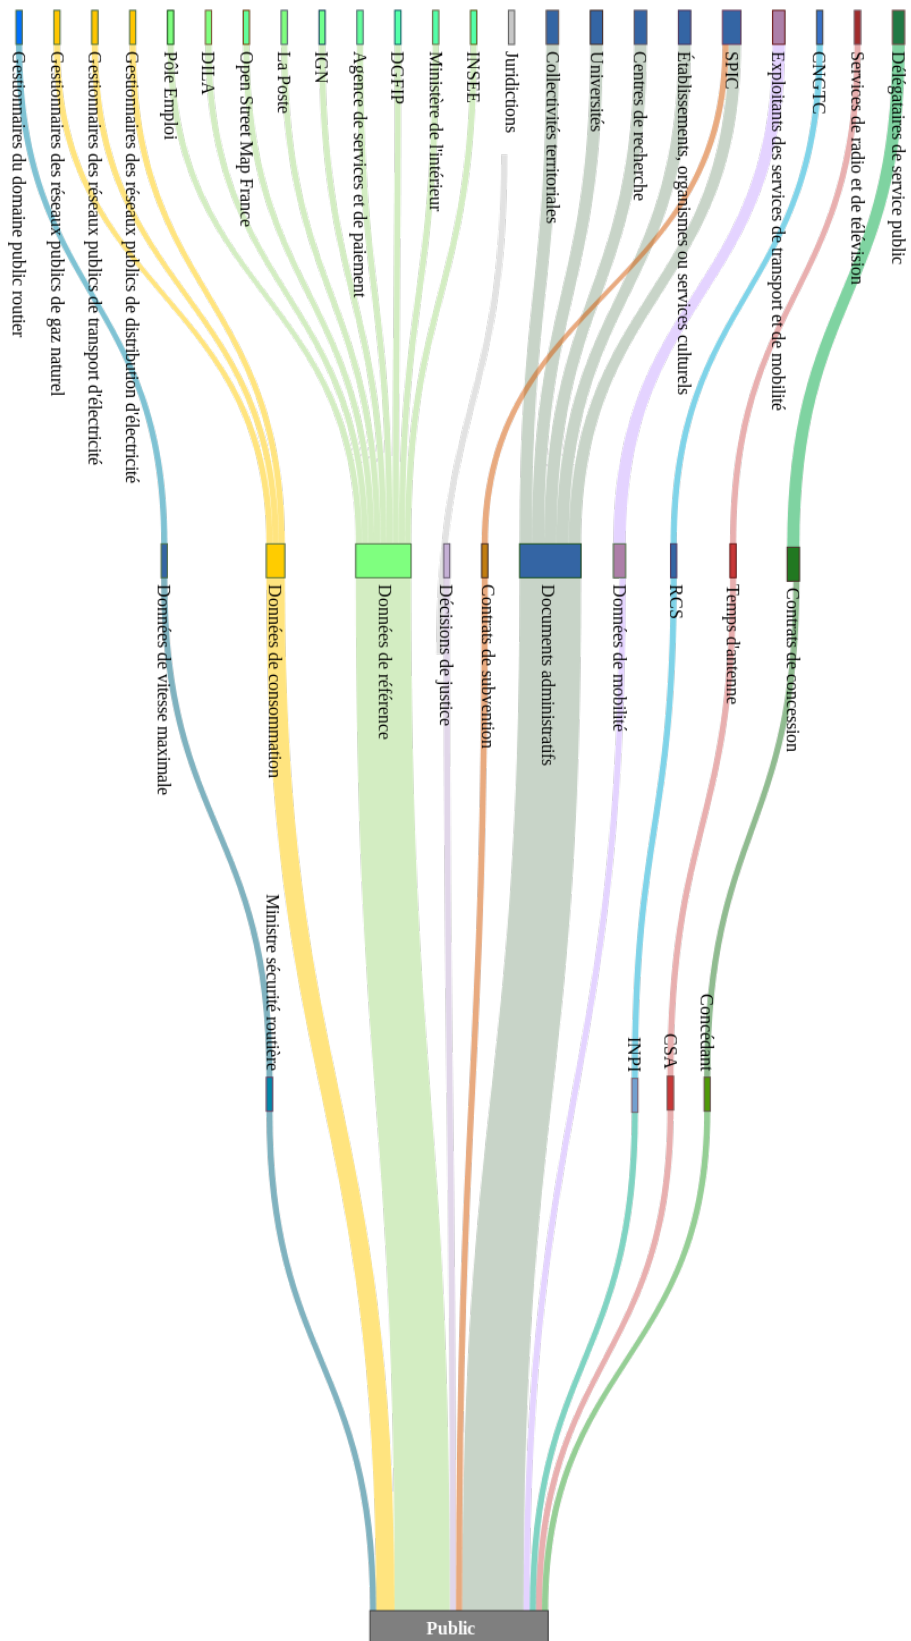 Gestionnaires du domaine public routier
Gestionnaires des réseaux publics de gaz naturel
Gestionnaires des réseaux publics de transport d'électricité
Gestionnaires des réseaux publics de distribution d'électricité
Pôle Emploi
DILA
Open Street Map France
La Poste
IGN
Agence de services et de paiement
DGFIP
Ministère de l'intérieur
INSEE
Juridictions
Collectivités territoriales
Universités
Centres de recherche
Établissements, organismes ou services culturels
SPIC
Exploitants des services de transport et de mobilité
CNGTC
Services de radio et de télévision
Délégataires de service public
Données de vitesse maximale
Données de consommation
Données de référence
Décisions de justice
Contrats de subvention
Documents administratifs
Données de mobilité
RCS
Temps d'antenne
Contrats de concession
Ministre sécurité routière
INPI
CSA
Concédant
Public